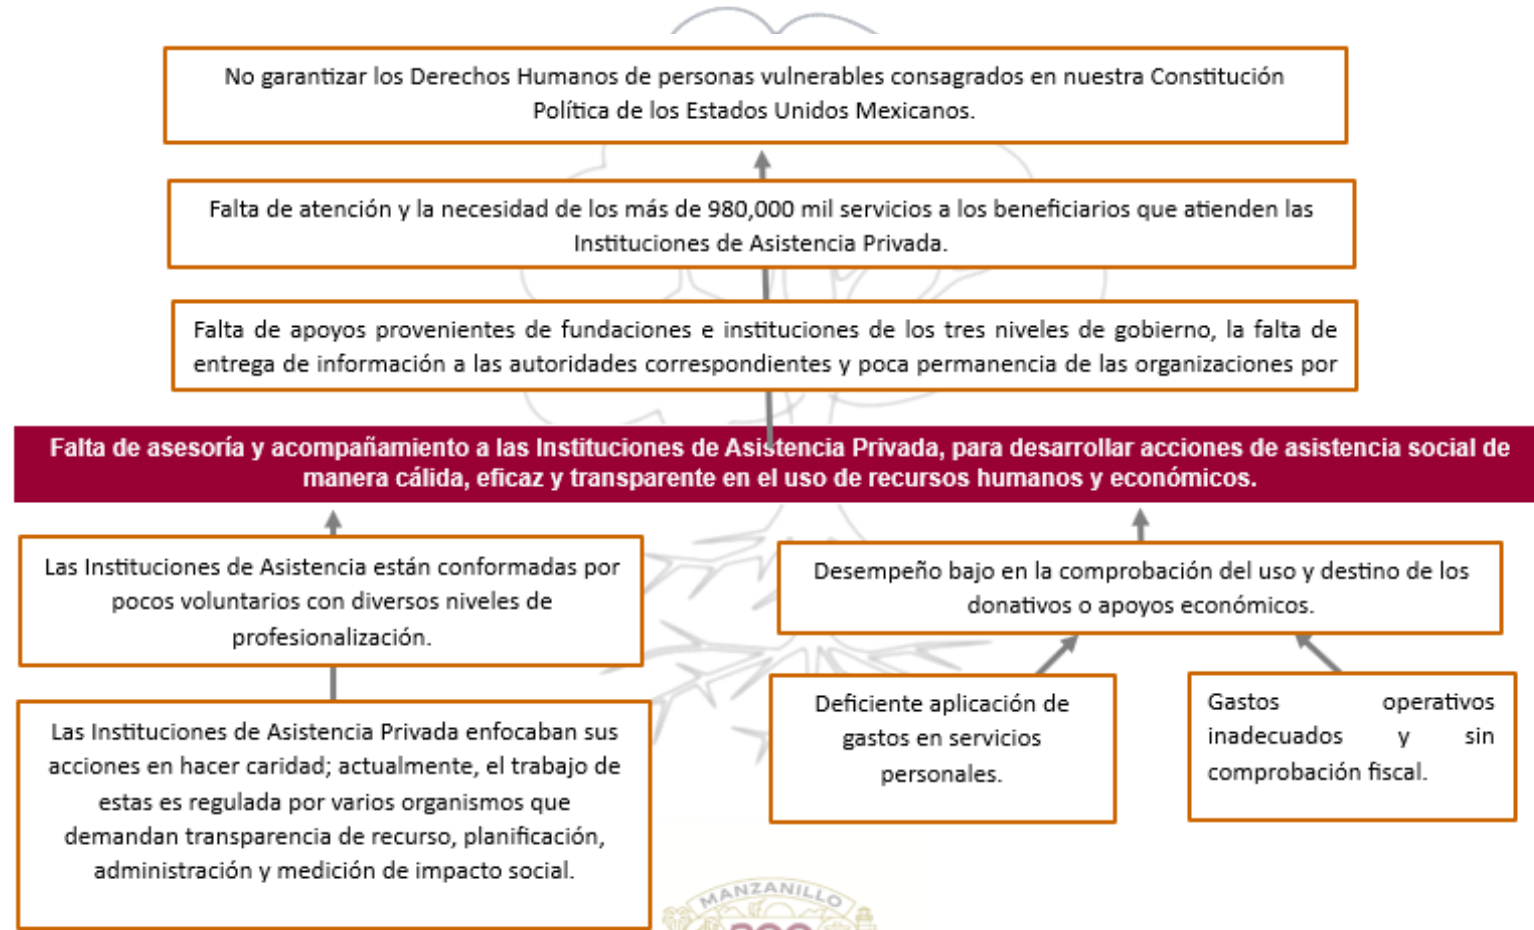 No garantizar los Derechos Humanos de personas vulnerables consagrados en nuestra Constitución
Política de los Estados Unidos Mexicanos.
Falta de atención y la necesidad de los más de 980,000 mil servicios a los beneficiarios que atienden las
Instituciones de Asistencia Privada.
Falta de apoyos provenientes de fundaciones e instituciones de los tres niveles de gobierno, la falta de
entrega de información a las autoridades correspondientes y poca permanencia de las organizaciones por
Falta de asesoría y acompañamiento a las Instituciones de Asistencia Privada, para desarrollar acciones de asistencia social de
manera cálida, eficaz y transparente en el uso de recursos humanos y económicos.
Las Instituciones de Asistencia están conformadas por
pocos voluntarios con diversos niveles de
profesionalización.
Desempeño bajo en la comprobación del uso y destino de los
donativos o apoyos económicos.
Las Instituciones de Asistencia Privada enfocaban sus
acciones en hacer caridad; actualmente, el trabajo de
estas es regulada por varios organismos que
demandan transparencia de recurso, planificación,
administración y medición de impacto social.
Deficiente aplicación de
gastos en servicios
personales.
Gastos operativos
inadecuados y sin
comprobación fiscal.
MANZANILLO
200